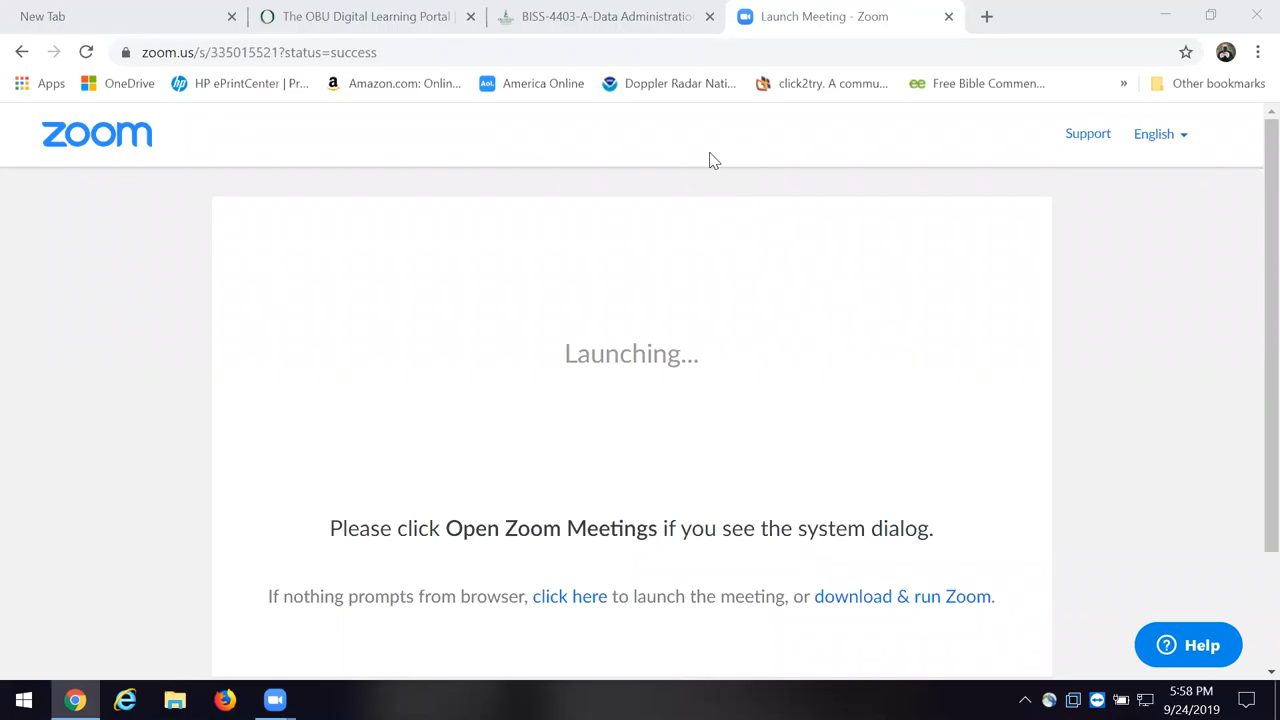 New Tab
The OBU Digital Learning Portal
BISS-4403-A-Data Administratio
Launch Meeting - Zoom
zoom.us/s/335015521?status=success
Apps
OneDrive
HP ePrintCenter | Pr...
Amazon.com: Onlin...
Aol.
America Online
Doppler Radar Nati...
click2try. A commu...
ee
Free Bible Commen...
»
Other bookmarks
zoom
Support
English
Launching...
Please click Open Zoom Meetings if you see the system dialog.
If nothing prompts from browser, click here to launch the meeting, or download & run Zoom.
Help
5:58 PM
9/24/2019